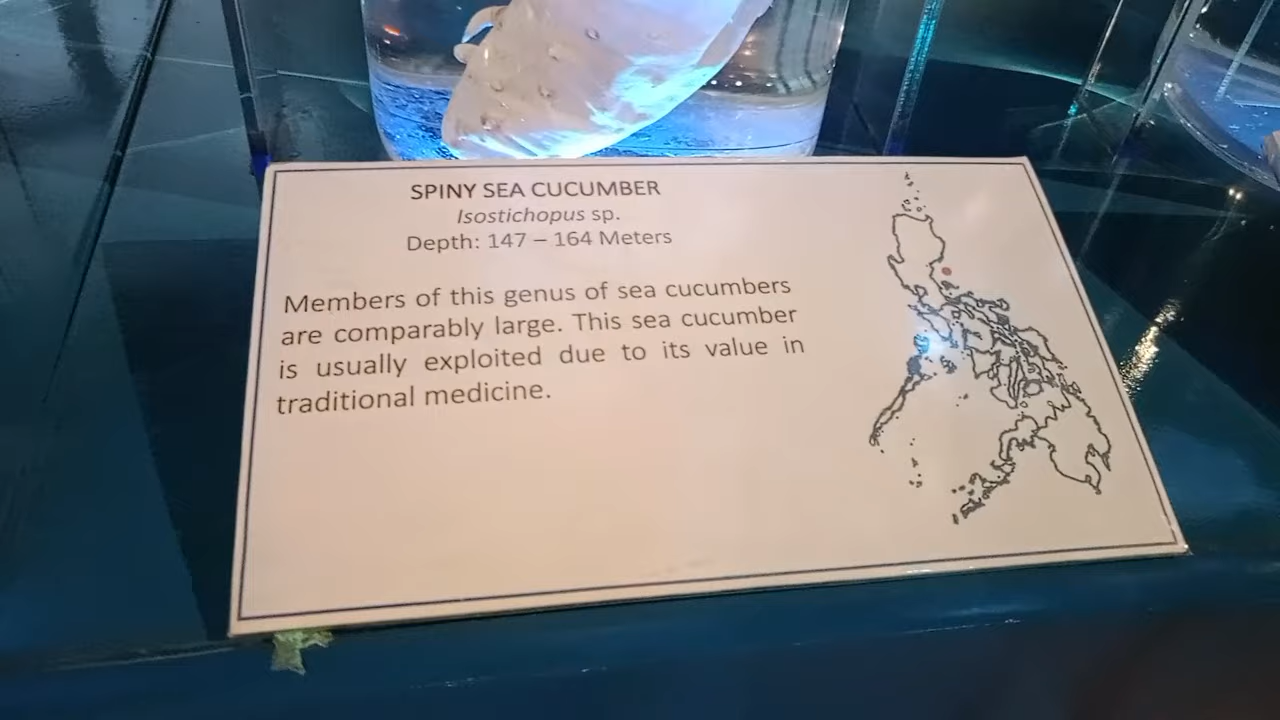 SPINY SEA CUCUMBER
Isostichopus sp.
Depth: 147 – 164 Meters
Members of this genus of sea cucumbers
are comparably large. This sea cucumber
is usually exploited due to its value in
traditional medicine.